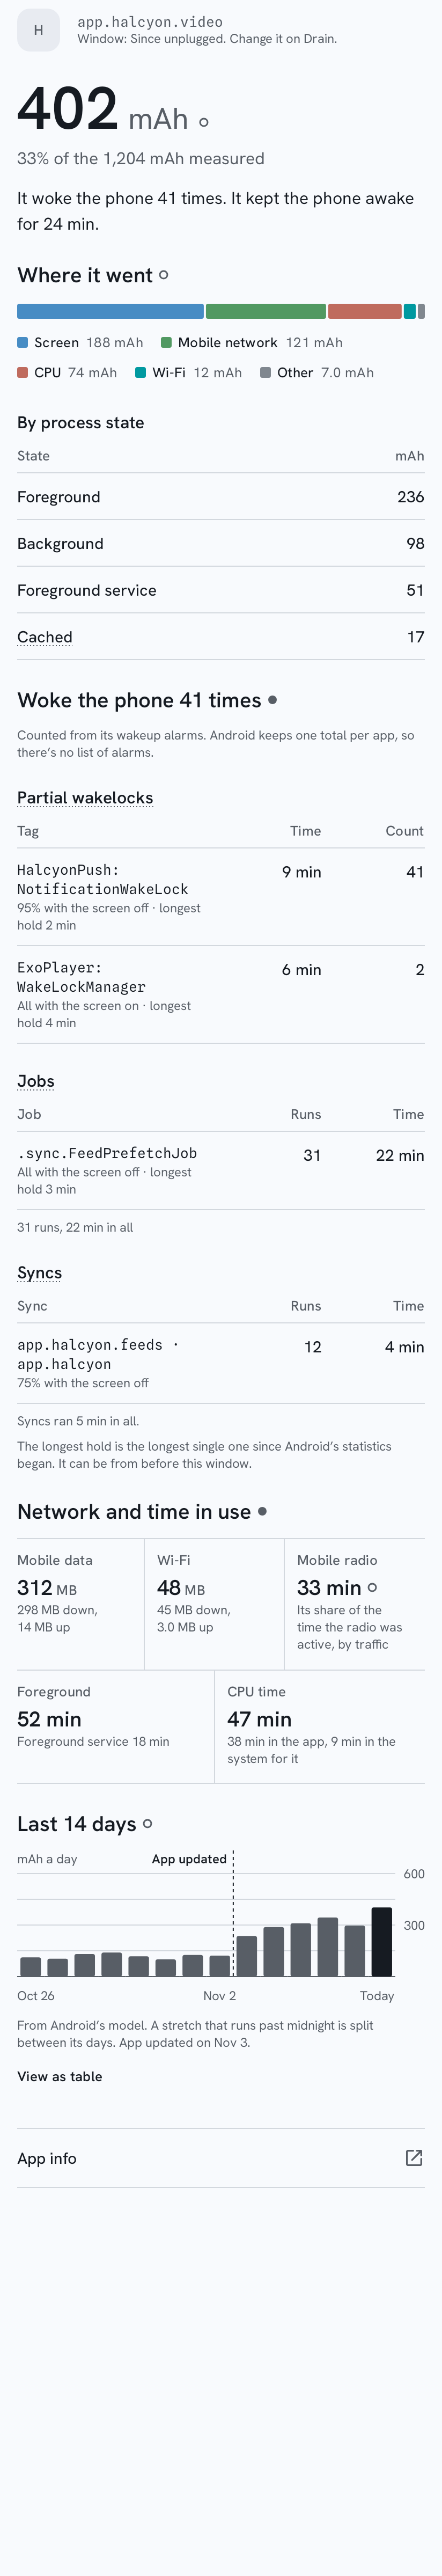 H
app.halcyon.video
Window: Since unplugged. Change it on Drain.
402 mAh
33% of the 1,204 mAh measured
It woke the phone 41 times. It kept the phone awake
for 24 min.
Where it went
Screen 188 mAh Mobile network 121 mAh
CPU 74 mAh Wi-Fi 12 mAh Other 7.0 mAh
By process state
State mAh
Foreground 236
Background 98
Foreground service 51
Cached 17
Woke the phone 41 times
Counted from its wakeup alarms. Android keeps one total per app, so
there’s no list of alarms.
Partial wakelocks
Tag Time Count
HalcyonPush: 9 min 41
NotificationWakeLock
95% with the screen off · longest
hold 2 min
ExoPlayer: 6 min 2
WakeLockManager
All with the screen on · longest
hold 4 min
Jobs
Job Runs Time
.sync.FeedPrefetchJob 31 22 min
All with the screen off · longest
hold 3 min
31 runs, 22 min in all
Syncs
Sync Runs Time
app.halcyon.feeds · 12 4 min
app.halcyon
75% with the screen off
Syncs ran 5 min in all.
The longest hold is the longest single one since Android’s statistics
began. It can be from before this window.
Network and time in use
Mobile data Wi-Fi Mobile radio
312 MB 48 MB 33 min
298 MB down, 45 MB down, Its share of the
14 MB up 3.0 MB up time the radio was
active, by traffic
Foreground CPU time
52 min 47 min
Foreground service 18 min 38 min in the app, 9 min in the
system for it
Last 14 days
mAh a day App updated
600
300
Oct 26 Nov 2 Today
From Android’s model. A stretch that runs past midnight is split
between its days. App updated on Nov 3.
View as table
App info